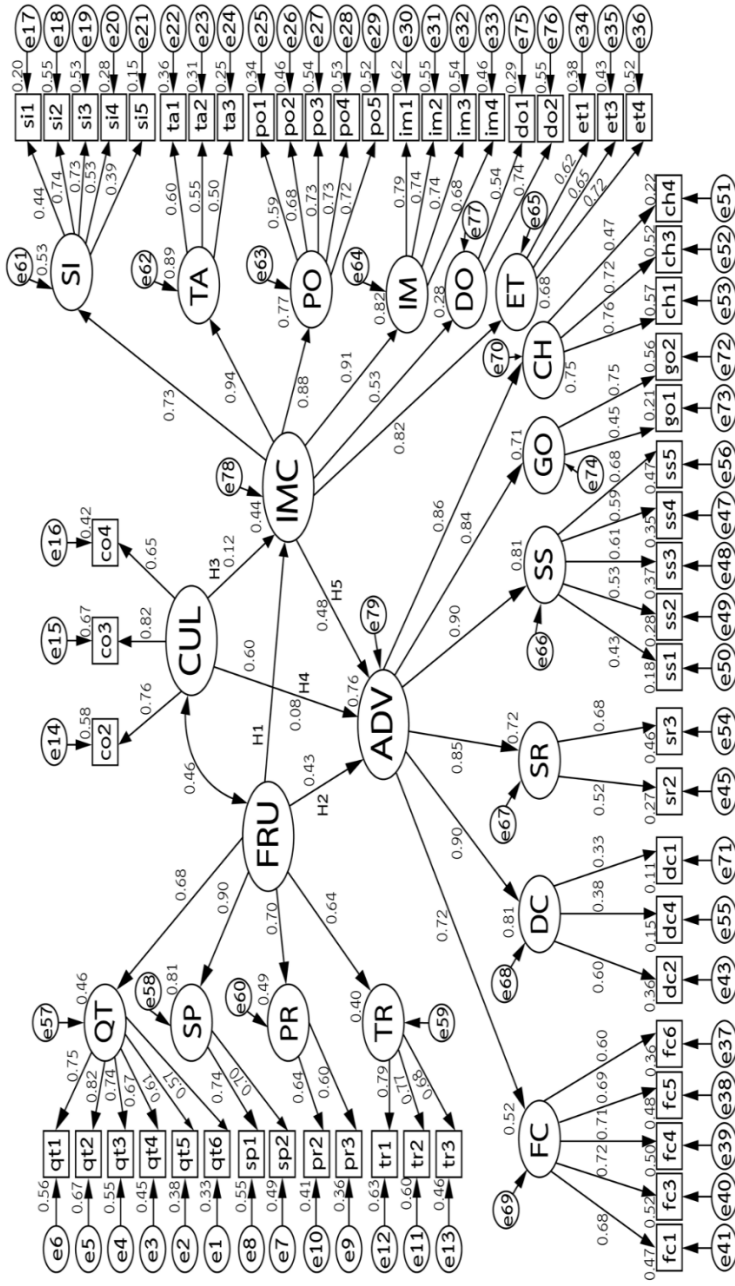 e6
0.56
qt1
0.75
e5
0.67
qt2
0.82
e4
0.55
qt3
0.74
e3
0.45
qt4
0.67
e2
0.38
qt5
0.61
e1
0.33
qt6
0.57
e8
0.55
sp1
0.74
e7
0.49
sp2
0.70
e10
0.41
pr2
0.64
e9
0.36
pr3
0.60
e12
0.63
tr1
0.79
e11
0.60
tr2
0.77
e13
0.46
tr3
0.68
e57
0.46
QT
0.68
e58
0.81
SP
0.90
e60
0.49
PR
0.70
0.40
TR
e59
0.64
FRU
0.46
e14
0.58
co2
0.76
e15
0.67
co3
0.82
e16
0.42
co4
0.65
CUL
H3
0.12
0.60
H1
H4
0.08
0.43
H2
e78
0.44
IMC
0.48
H5
e79
0.76
ADV
0.73
0.94
0.88
0.91
0.53
0.82
e61
0.53
SI
e62
0.89
TA
e63
0.77
PO
e64
0.82
IM
e77
0.28
DO
e65
0.68
ET
0.44
si1
0.20
e17
0.74
si2
0.55
e18
0.73
si3
0.53
e19
0.53
si4
0.28
e20
0.39
si5
0.15
e21
0.60
ta1
0.36
e22
0.55
ta2
0.31
e23
0.50
ta3
0.25
e24
0.59
po1
0.34
e25
0.68
po2
0.46
e26
0.73
po3
0.54
e27
0.73
po4
0.53
e28
0.72
po5
0.52
e29
0.79
im1
0.62
e30
0.74
im2
0.55
e31
0.74
im3
0.54
e32
0.68
im4
0.46
e33
0.54
do1
0.29
e75
0.74
do2
0.55
e76
0.62
et1
0.38
e34
0.65
et3
0.43
e35
0.72
et4
0.52
e36
0.72
0.90
0.85
0.90
0.84
0.86
e69
0.52
FC
e68
0.81
DC
e67
0.72
SR
e66
0.81
SS
e74
0.71
GO
e70
0.75
CH
0.68
0.47
fc1
e41
0.72
0.52
fc3
e40
0.71
0.50
fc4
e39
0.69
0.48
fc5
e38
0.60
0.36
fc6
e37
0.60
0.36
dc2
e43
0.38
0.15
dc4
e55
0.33
0.11
dc1
e71
0.52
0.27
sr2
e45
0.68
0.46
sr3
e54
0.43
0.18
ss1
e50
0.53
0.28
ss2
e49
0.61
0.37
ss3
e48
0.59
0.35
ss4
e47
0.68
0.47
ss5
e56
0.45
0.21
go1
e73
0.75
0.56
go2
e72
0.76
0.57
ch1
e53
0.72
0.52
ch3
e52
0.47
0.22
ch4
e51